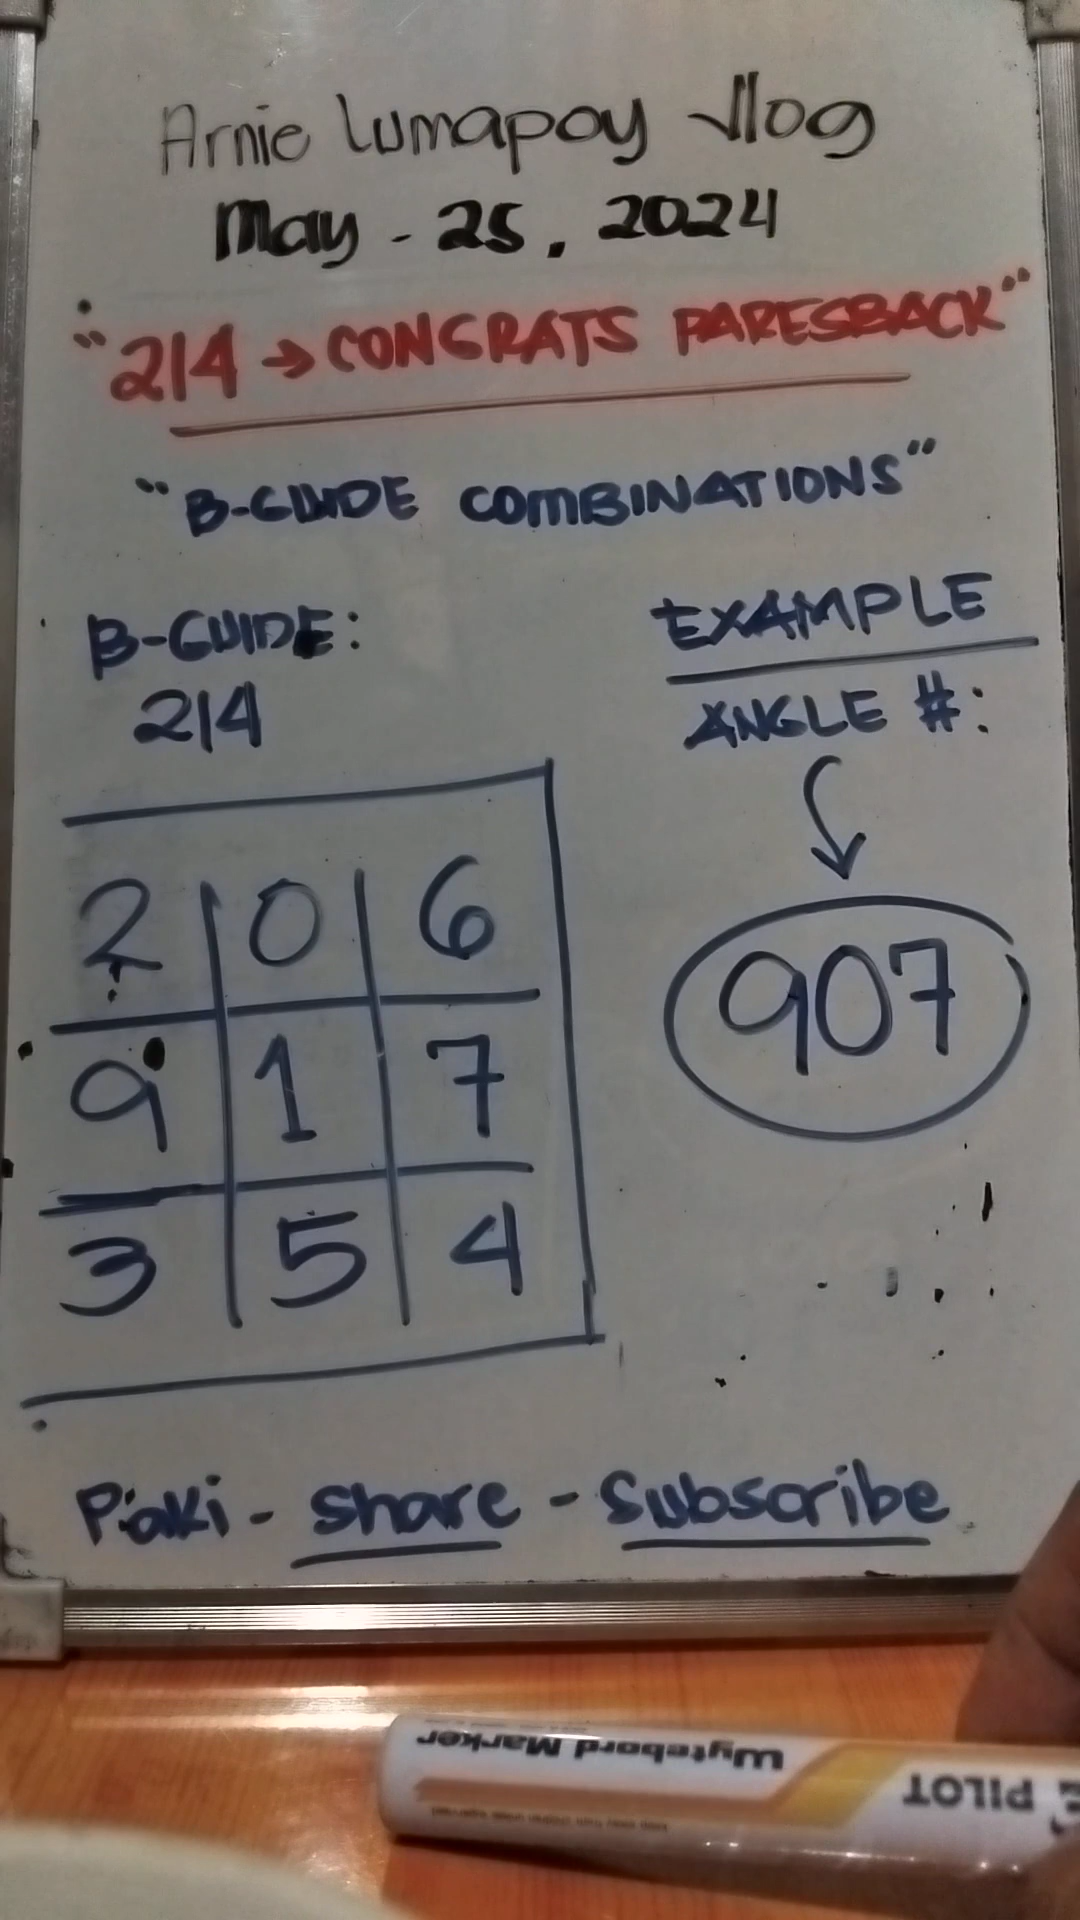 Arnie Lumapoy Vlog
May - 25, 2024
"214 → CONGRATS PARESBACK"
"B-GUIDE COMBINATIONS"
B-GUIDE:
214
EXAMPLE
ANGLE #:
907
2 0 6
9 1 7
3 5 4
Paki - Share - Subscribe
Wytebord Marker
PILOT